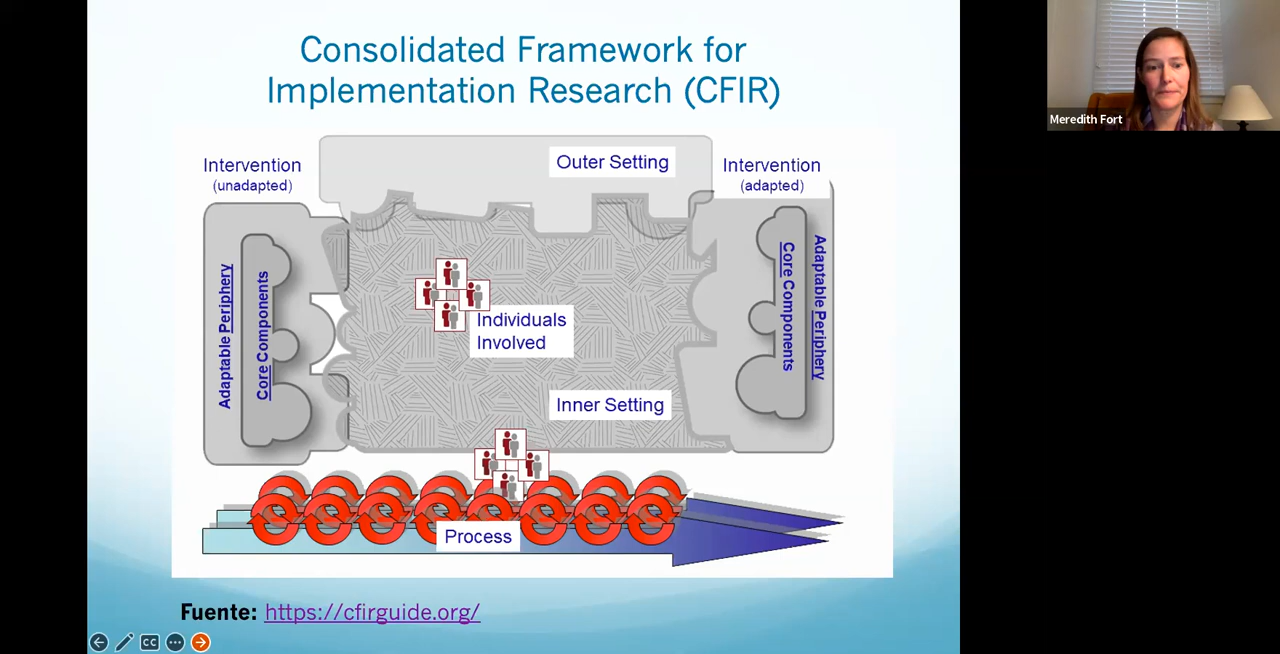 Consolidated Framework for
Implementation Research (CFIR)
Meredith Fort
Intervention
(unadapted)
Outer Setting
Intervention
(adapted)
Adaptable Periphery
Core Components
Individuals
Involved
Inner Setting
Core Components
Adaptable Periphery
Process
Fuente: https://cfirguide.org/
CC